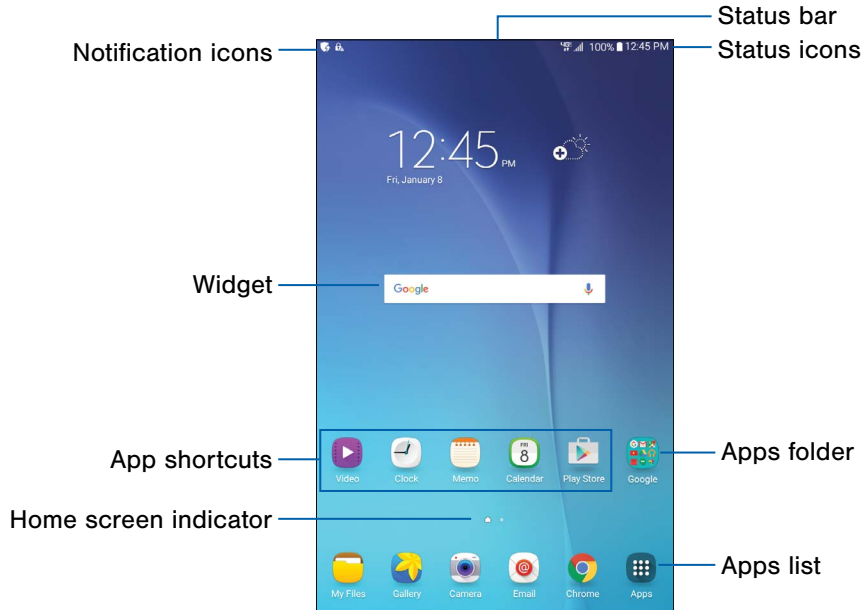 Status bar
Notification icons
Status icons
100% 12:45 PM
12:45 PM
Fri, January 8
Widget
Google
App shortcuts
Apps folder
FRI
8
Video Clock Memo Calendar Play Store Google
Home screen indicator
Apps list
@
My Files Gallery Camera Email Chrome Apps